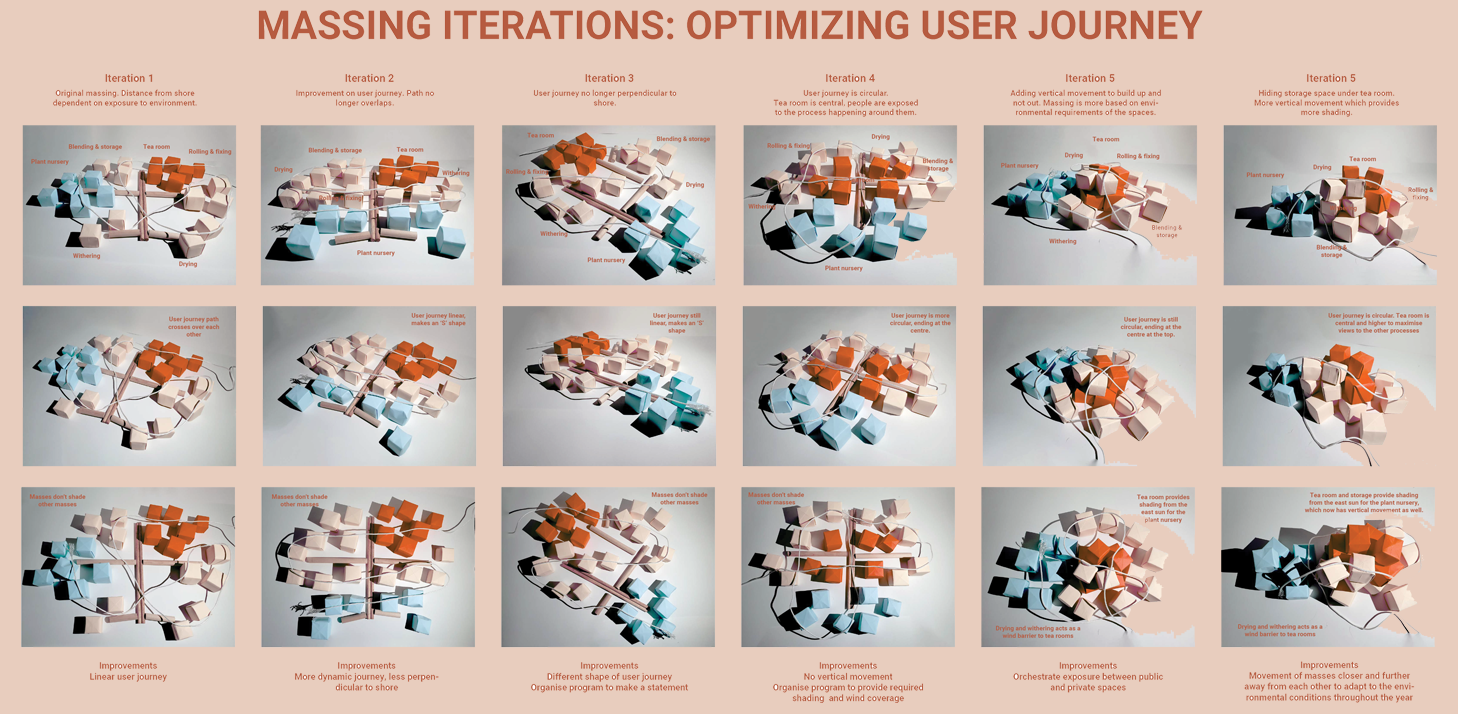 MASSING ITERATIONS: OPTIMIZING USER JOURNEY
Iteration 1
Original massing. Distance from shore
dependent on exposure to environment.
Iteration 2
Improvement on user journey. Path no
longer overlaps.
Iteration 3
User journey no longer perpendicular to
shore.
Iteration 4
User journey is circular.
Tea room is central, people are exposed
to the process happening around them.
Iteration 5
Adding vertical movement to build up and
not out. Massing is more based on envi-
ronmental requirements of the spaces.
Iteration 5
Hiding storage space under tea room.
More vertical movement which provides
more shading.
Blending & storage
Tea room
Rolling & fixing
Plant nursery
Withering
Drying
Blending & storage
Tea room
Drying
Withering
Rolling & fixing
Plant nursery
Tea room
Blending & storage
Rolling & fixing
Drying
Withering
Plant nursery
Drying
Rolling & fixing
Blending &
storage
Withering
Plant nursery
Tea room
Drying
Rolling & fixing
Plant nursery
Blending &
storage
Withering
Tea room
Drying
Plant nursery
Rolling &
fixing
Blending &
storage
User journey path
crosses over each
other
User journey linear,
makes an 'S' shape
User journey still
linear, makes an 'S'
shape
User journey is more
circular, ending at the
centre.
User journey is still
circular, ending at the
centre at the top.
User journey is circular. Tea room is
central and higher to maximise
views to the other processes
Masses don't shade
other masses
Masses don't shade
other masses
Masses don't shade
other masses
Masses don't shade
other masses
Tea room provides
shading from the
east sun for the
plant nursery
Drying and withering acts as a
wind barrier to tea rooms
Tea room and storage provide shading
from the east sun for the plant nursery,
which now has vertical movement as well.
Drying and withering acts as a
wind barrier to tea rooms
Improvements
Linear user journey
Improvements
More dynamic journey, less perpen-
dicular to shore
Improvements
Different shape of user journey
Organise program to make a statement
Improvements
No vertical movement
Organise program to provide required
shading and wind coverage
Improvements
Orchestrate exposure between public
and private spaces
Improvements
Movement of masses closer and further
away from each other to adapt to the envi-
ronmental conditions throughout the year